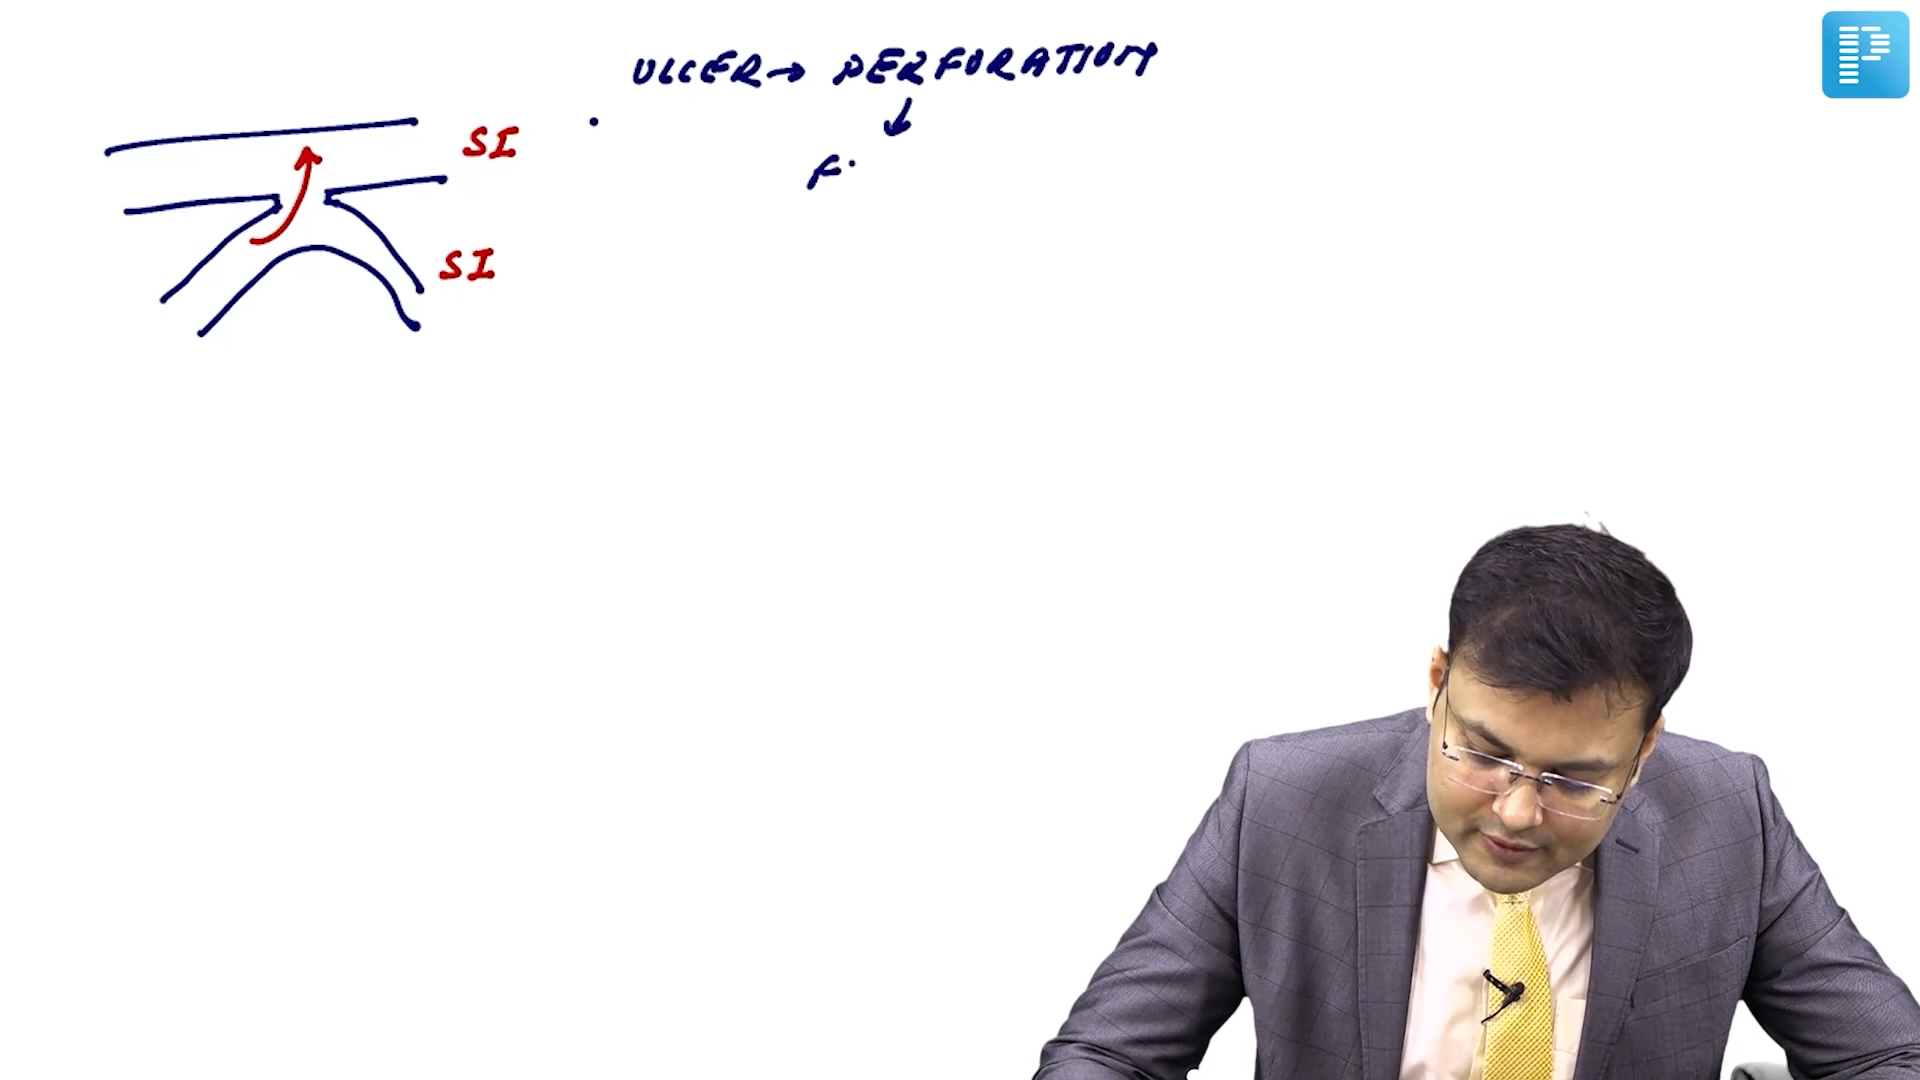 ULCER → PERFORATION
↓
F.
SI
SI